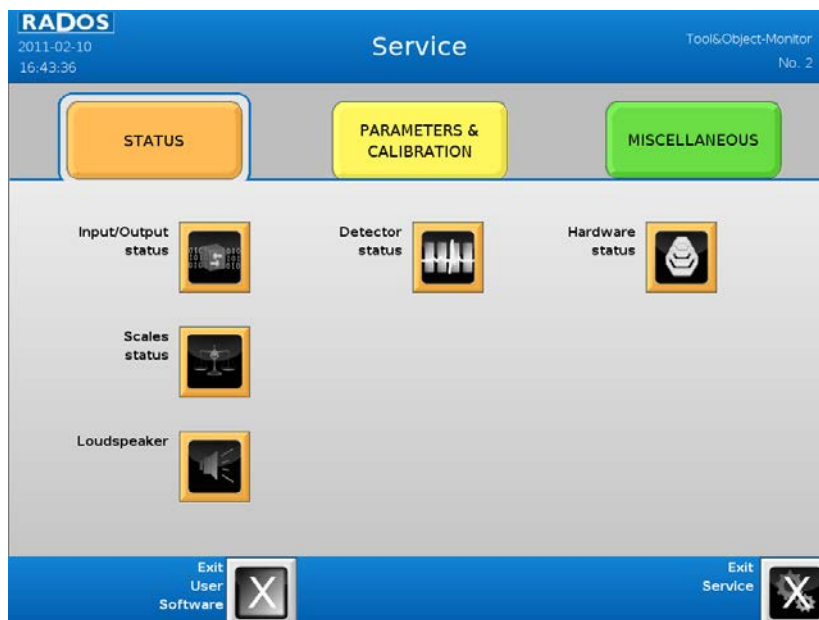 RADOS
2011-02-10
16:43:36
Service
Tool&Object-Monitor
No. 2
STATUS
PARAMETERS &
CALIBRATION
MISCELLANEOUS
Input/Output
status
Detector
status
Hardware
status
Scales
status
Loudspeaker
Exit
User
Software
X
Exit
Service
X